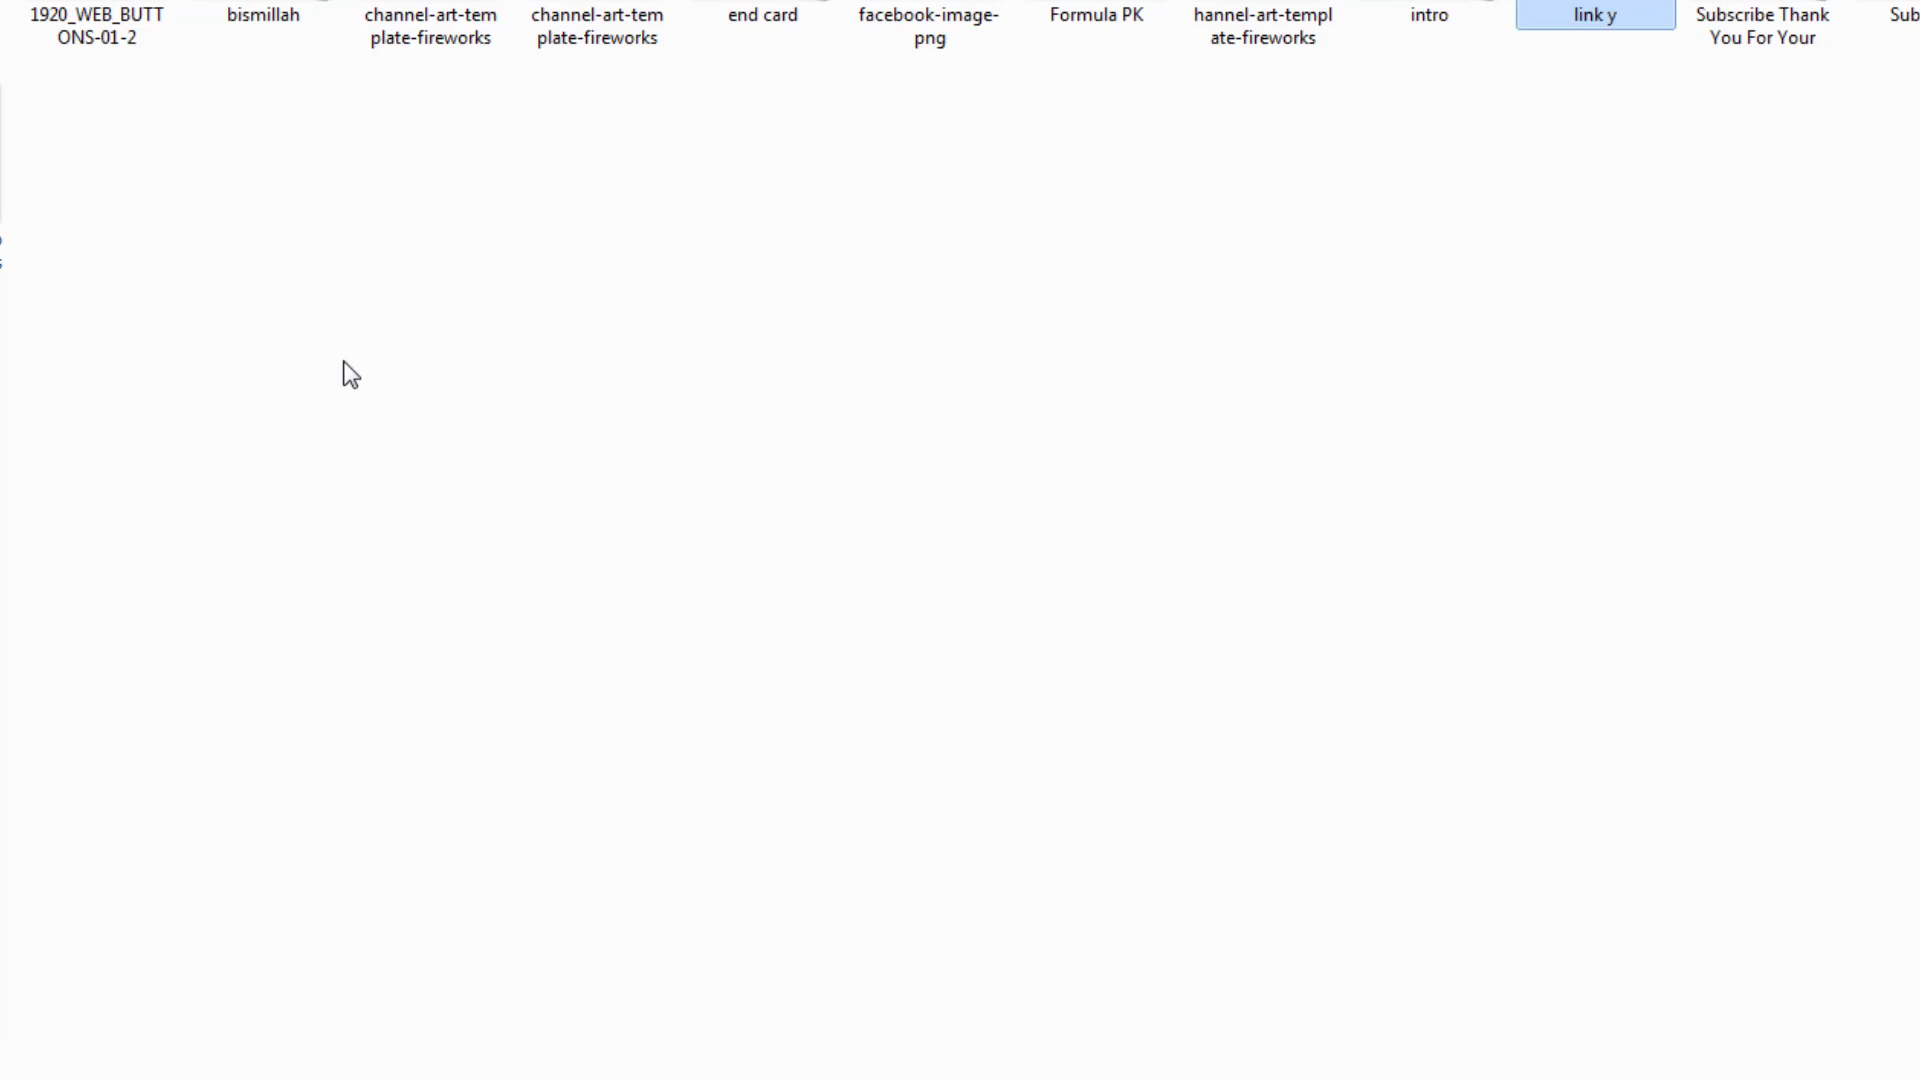 1920_WEB_BUTT
ONS-01-2
bismillah
channel-art-tem
plate-fireworks
channel-art-tem
plate-fireworks
end card
facebook-image-
png
Formula PK
hannel-art-templ
ate-fireworks
intro
link y
Subscribe Thank
You For Your
Sub